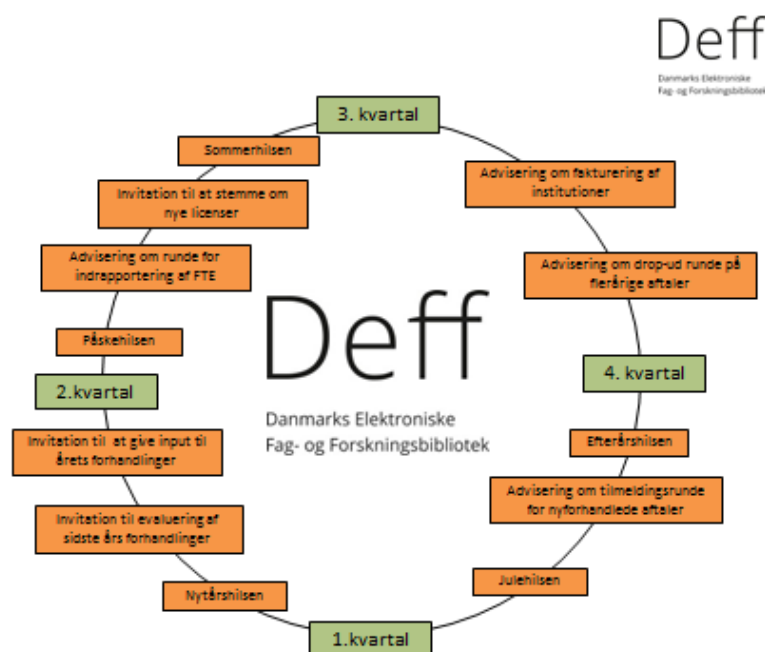 Deff
Danmarks Elektroniske
Fag- og Forskningsbibliotek
3. kvartal
Sommerhilsen
Advisering om fakturering af
institutioner
Invitation til at stemme om
nye licenser
Advisering om runde for
indrapportering af FTE
Advisering om drop-ud runde på
flerårige aftaler
Deff
Danmarks Elektroniske
Fag- og Forskningsbibliotek
Påskehilsen
2.kvartal
4. kvartal
Invitation til at give input til
årets forhandlinger
Efterårshilsen
Invitation til evaluering af
sidste års forhandlinger
Advisering om tilmeldingsrunde
for nyforhandlede aftaler
Nytårshilsen
Julehilsen
1.kvartal